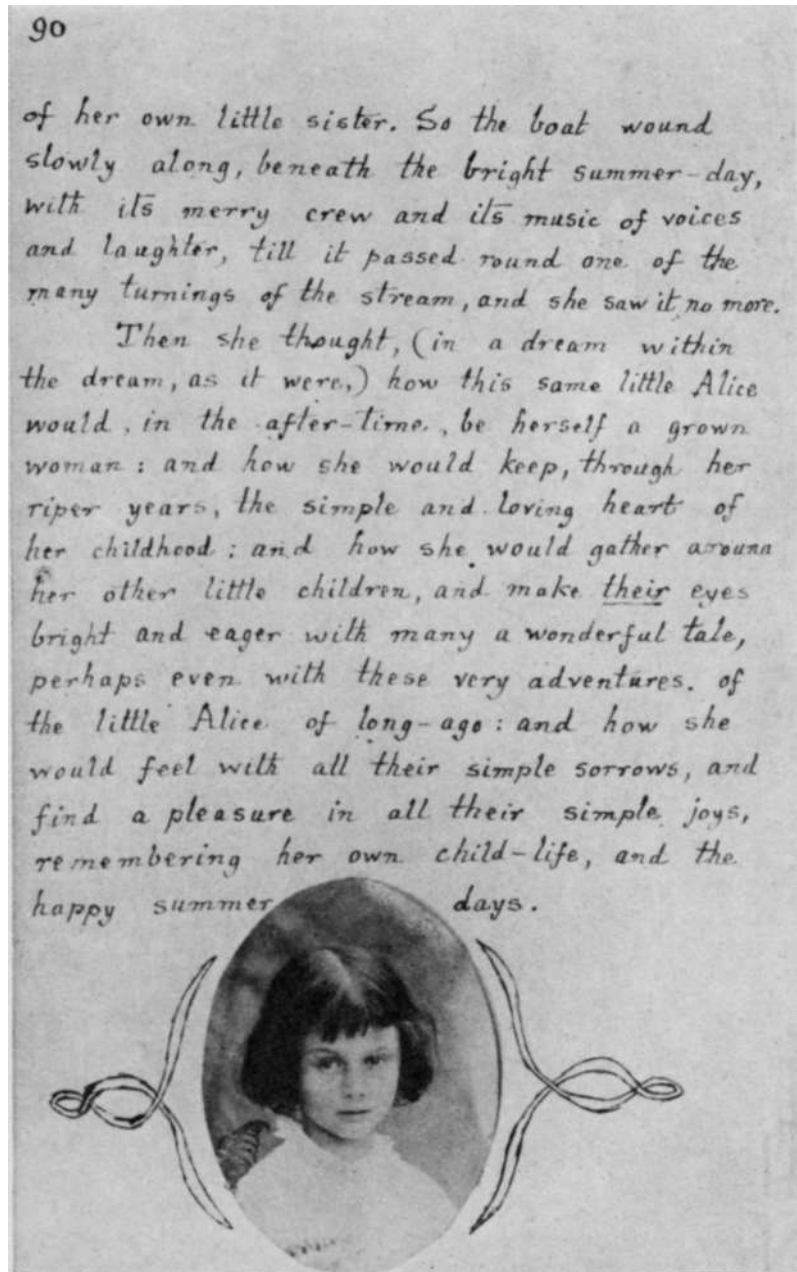 90
of her own little sister. So the boat wound
slowly along, beneath the bright summer-day,
with its merry crew and its music of voices
and laughter, till it passed round one of the
many turnings of the stream, and she saw it no more.
Then she thought, (in a dream within
the dream, as it were,) how this same little Alice
would, in the after-time, be herself a grown
woman: and how she would keep, through her
riper years, the simple and loving heart of
her childhood: and how she would gather around
her other little children, and make their eyes
bright and eager with many a wonderful tale,
perhaps even with these very adventures of
the little Alice of long-ago: and how she
would feel with all their simple sorrows, and
find a pleasure in all their simple joys,
remembering her own child-life, and the
happy summer days.